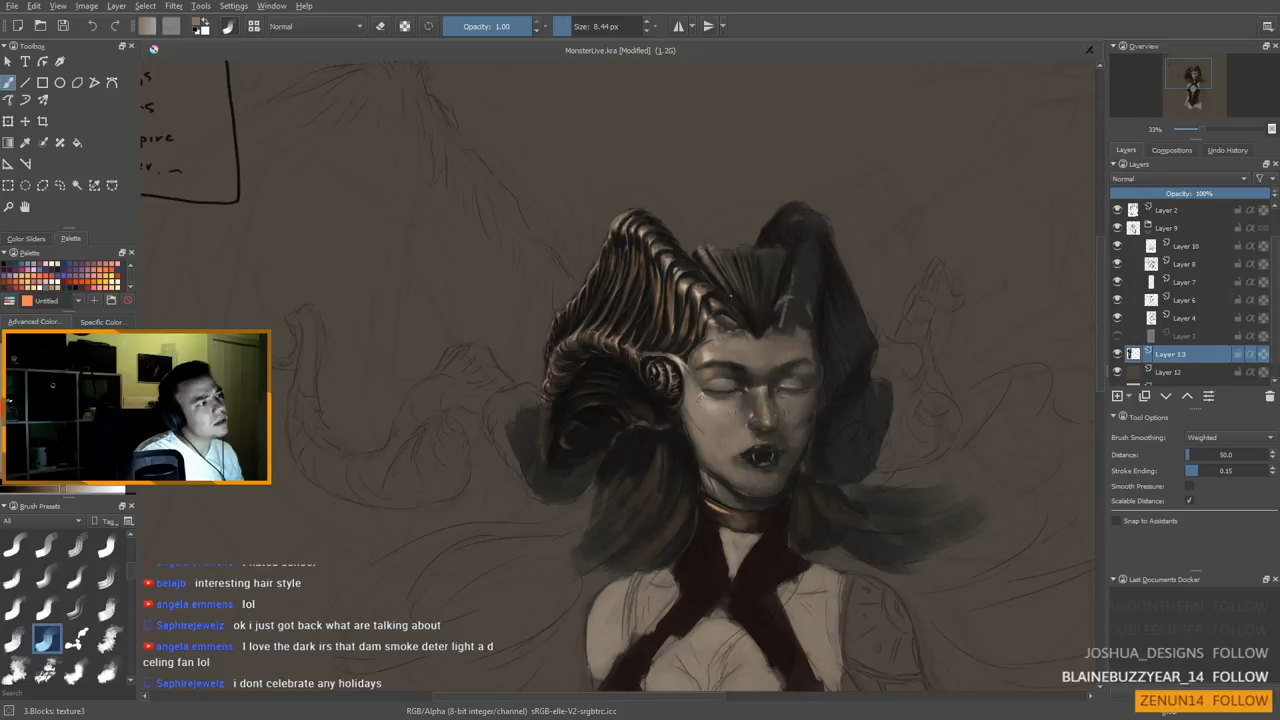 File Edit View Image Layer Select Filter Tools Settings Window Help
Normal
Opacity: 1.00
Size: 8.44 px
MonsterLive.kra [Modified] (1.2G)
Toolbox
Overview
33%
Layers Compositions Undo History
Layers
Normal
Opacity: 100%
Layer 2
Layer 9
Layer 10
Layer 8
Layer 7
Layer 6
Layer 4
Layer 3
Layer 13
Layer 12
Tool Options
Brush Smoothing: Weighted
Distance: 50.0
Stroke Ending: 0.15
Smooth Pressure:
Scalable Distance:
Snap to Assistants
Last Documents Docker
JOSHUA_DESIGNS FOLLOW
BLAINEBUZZYEAR_14 FOLLOW
ZENUN14 FOLLOW
Color Sliders Palette
Palette
Untitled
Advanced Color... Specific Color...
Brush Presets
All Tag
Search
belajb interesting hair style
angela emmens lol
Saphirejewelz ok i just got back what are talking about
angela emmens I love the dark irs that dam smoke deter light a d
celing fan lol
Saphirejewelz i dont celebrate any holidays
3.Blocks: texture3
RGB/Alpha (8-bit integer/channel) sRGB-elle-V2-srgbtrc.icc